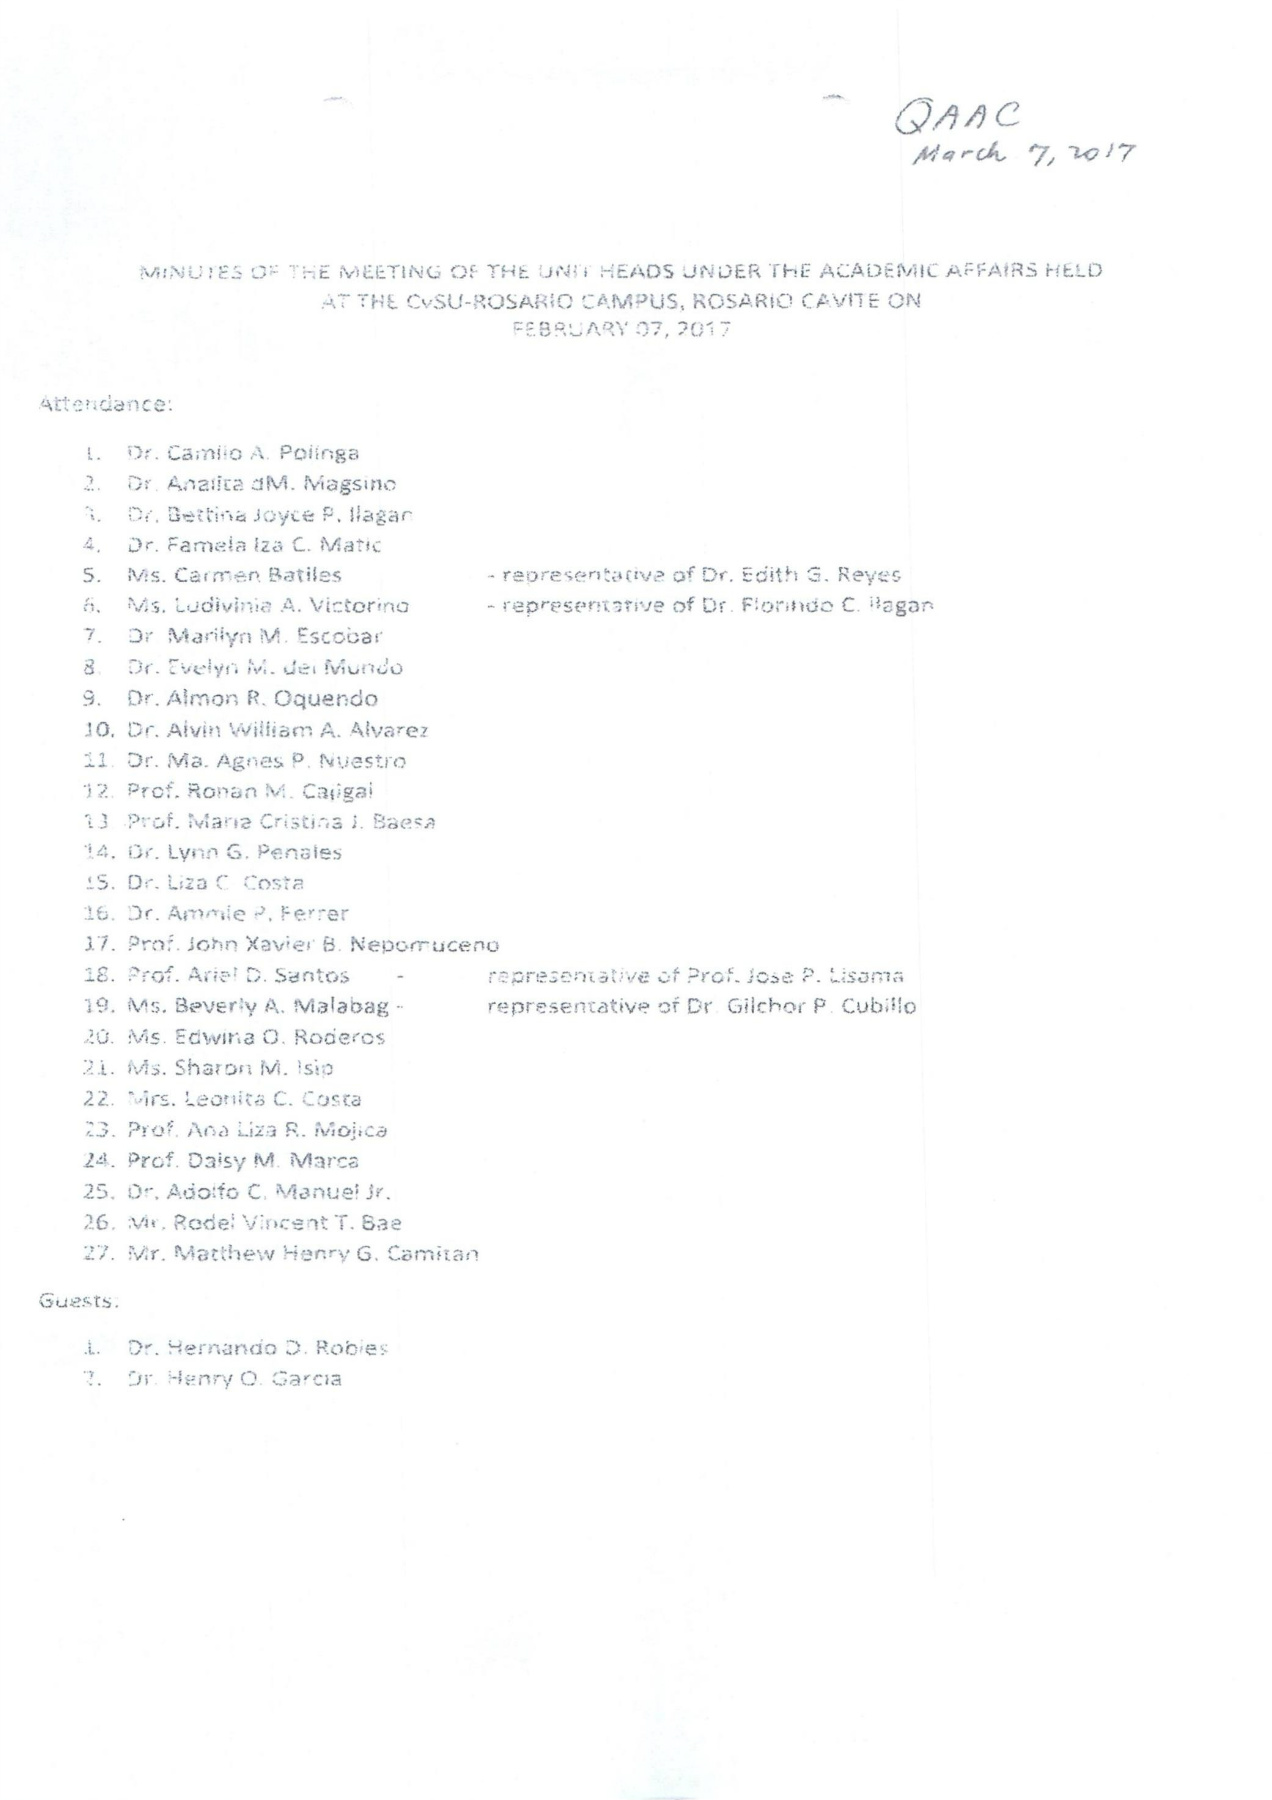 QAAC
March 7, 2017
MINUTES OF THE MEETING OF THE UNIT HEADS UNDER THE ACADEMIC AFFAIRS HELD
AT THE CvSU-ROSARIO CAMPUS, ROSARIO CAVITE ON
FEBRUARY 07, 2017
Attendance:
1. Dr. Camilo A. Polinga
2. Dr. Analita dM. Magsino
3. Dr. Bettina Joyce P. Ilagan
4. Dr. Famela Iza C. Matic
5. Ms. Carmen Batiles - representative of Dr. Edith G. Reyes
6. Ms. Ludivinia A. Victorino - representative of Dr. Florindo C. Ilagan
7. Dr. Marilyn M. Escobar
8. Dr. Evelyn M. del Mundo
9. Dr. Almon R. Oquendo
10. Dr. Alvin William A. Alvarez
11. Dr. Ma. Agnes P. Nuestro
12. Prof. Ronan M. Cajigal
13. Prof. Maria Cristina J. Baesa
14. Dr. Lynn G. Penales
15. Dr. Liza C. Costa
16. Dr. Ammie P. Ferrer
17. Prof. John Xavier B. Nepomuceno
18. Prof. Ariel D. Santos - representative of Prof. Jose P. Lisama
19. Ms. Beverly A. Malabag - representative of Dr. Gilchor P. Cubillo
20. Ms. Edwina O. Roderos
21. Ms. Sharon M. Isip
22. Mrs. Leonita C. Costa
23. Prof. Ana Liza R. Mojica
24. Prof. Daisy M. Marca
25. Dr. Adolfo C. Manuel Jr.
26. Mr. Rodel Vincent T. Bae
27. Mr. Matthew Henry G. Camitan
Guests:
1. Dr. Hernando D. Robles
2. Dr. Henry O. Garcia